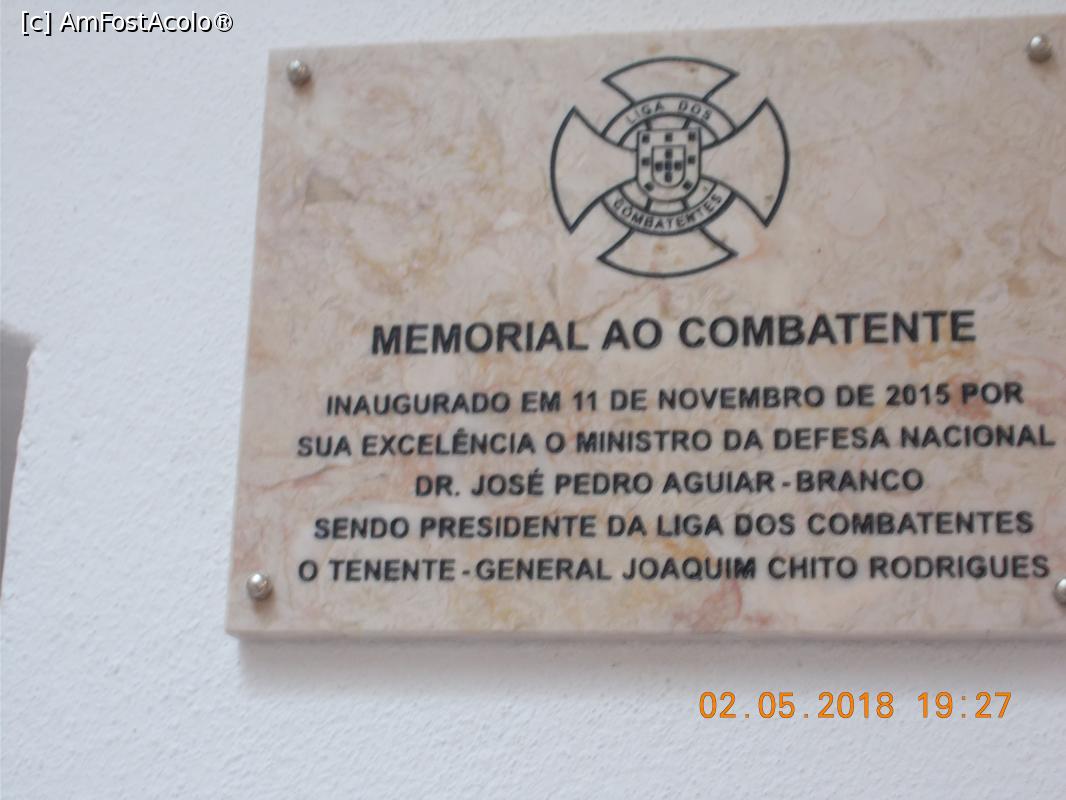 [c] AmFostAcolo®
LIGA DOS
COMBATENTES
MEMORIAL AO COMBATENTE
INAUGURADO EM 11 DE NOVEMBRO DE 2015 POR
SUA EXCELÊNCIA O MINISTRO DA DEFESA NACIONAL
DR. JOSÉ PEDRO AGUIAR-BRANCO
SENDO PRESIDENTE DA LIGA DOS COMBATENTES
O TENENTE-GENERAL JOAQUIM CHITO RODRIGUES
02.05.2018 19:27